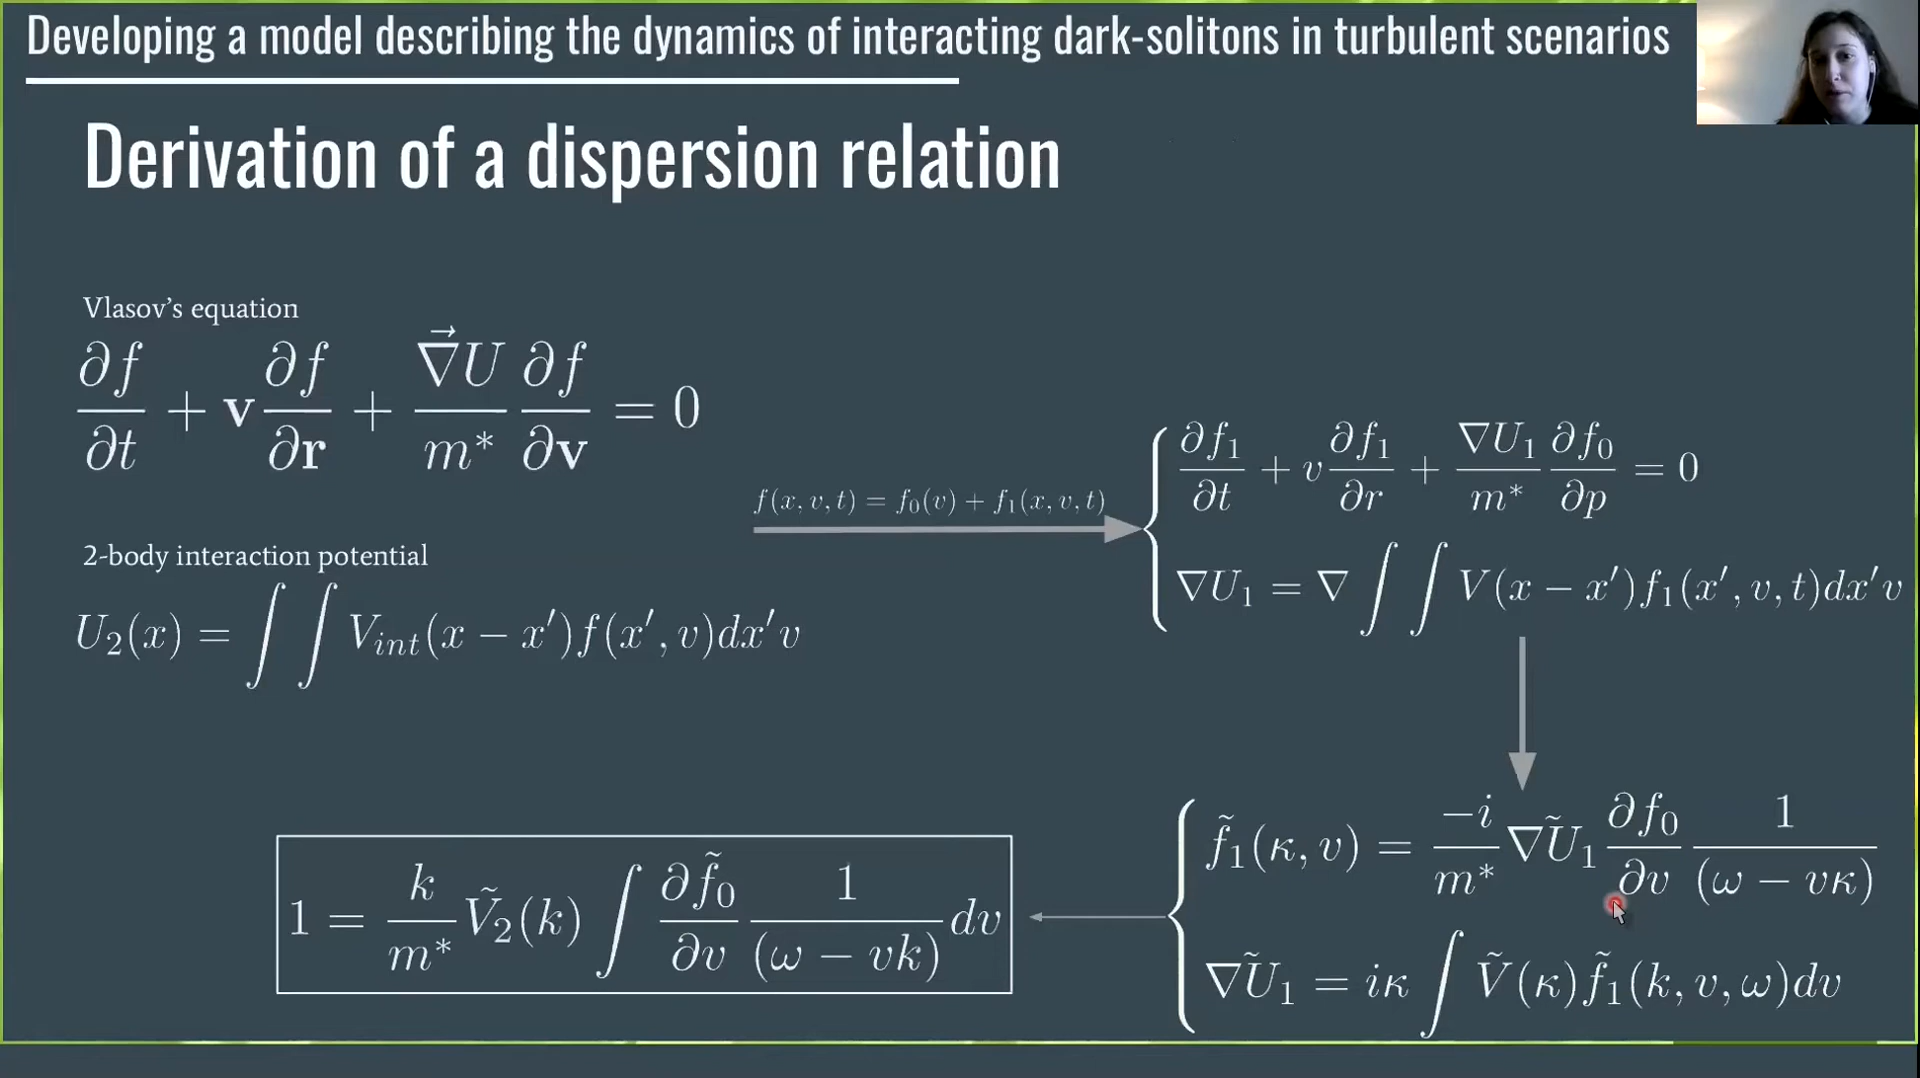 Developing a model describing the dynamics of interacting dark-solitons in turbulent scenarios
Derivation of a dispersion relation
Vlasov's equation
∂f/∂t + v ∂f/∂r + ∇⃗U/m* ∂f/∂v = 0
2-body interaction potential
U₂(x) = ∫ ∫ V_int(x − x′)f(x′, v)dx′v
f(x, v, t) = f₀(v) + f₁(x, v, t)
∂f₁/∂t + v ∂f₁/∂r + ∇U₁/m* ∂f₀/∂p = 0
∇U₁ = ∇ ∫ ∫ V(x − x′)f₁(x′, v, t)dx′v
f̃₁(κ, v) = −i/m* ∇Ũ₁ ∂f₀/∂v 1/(ω − vκ)
∇Ũ₁ = iκ ∫ Ṽ(κ)f̃₁(k, v, ω)dv
1 = k/m* Ṽ₂(k) ∫ ∂f̃₀/∂v 1/(ω − vk) dv